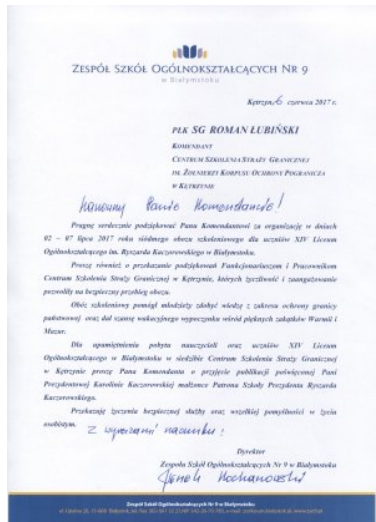 ZESPÓŁ SZKÓŁ OGÓLNOKSZTAŁCĄCYCH NR 9
w Białymstoku
Kętrzyn, 6 czerwca 2017 r.
PŁK SG ROMAN ŁUBIŃSKI
KOMENDANT
CENTRUM SZKOLENIA STRAŻY GRANICZNEJ
IM. ŻOŁNIERZY KORPUSU OCHRONY POGRANICZA
W KĘTRZYNIE
Szanowny Panie Komendancie!
Pragnę serdecznie podziękować Panu Komendantowi za organizację w dniach
02 – 07 lipca 2017 roku siódmego obozu szkoleniowego dla uczniów XIV Liceum
Ogólnokształcącego im. Ryszarda Kaczorowskiego w Białymstoku.
Proszę również o przekazanie podziękowań Funkcjonariuszom i Pracownikom
Centrum Szkolenia Straży Granicznej w Kętrzynie, których życzliwość i zaangażowanie
pozwoliły na bezpieczny przebieg obozu.
Obóz szkoleniowy pomógł młodzieży zdobyć wiedzę z zakresu ochrony granicy
państwowej oraz dał szansę wakacyjnego wypoczynku wśród pięknych zakątków Warmii i
Mazur.
Dla upamiętnienia pobytu nauczycieli oraz uczniów XIV Liceum
Ogólnokształcącego w Białymstoku w siedzibie Centrum Szkolenia Straży Granicznej
w Kętrzynie proszę Pana Komendanta o przyjęcie publikacji poświęconej Pani
Prezydentowej Karolinie Kaczorowskiej małżonce Patrona Szkoły Prezydenta Ryszarda
Kaczorowskiego.
Przekazuję życzenia bezpiecznej służby oraz wszelkiej pomyślności w życiu
osobistym.
Z wyrazami szacunku!
Dyrektor
Zespołu Szkół Ogólnokształcących Nr 9 w Białymstoku
Kochanowski
Zespół Szkół Ogólnokształcących Nr 9 w Białymstoku